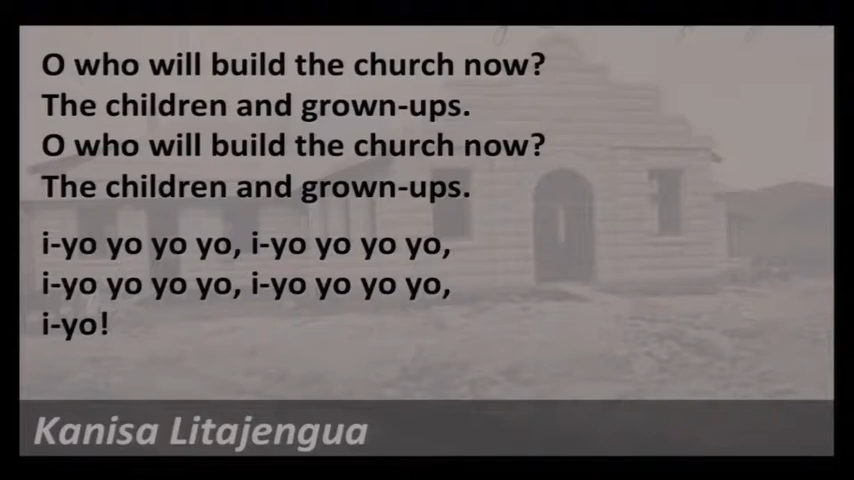 O who will build the church now?
The children and grown-ups.
O who will build the church now?
The children and grown-ups.
i-yo yo yo yo, i-yo yo yo yo,
i-yo yo yo yo, i-yo yo yo yo,
i-yo!
Kanisa Litajengua